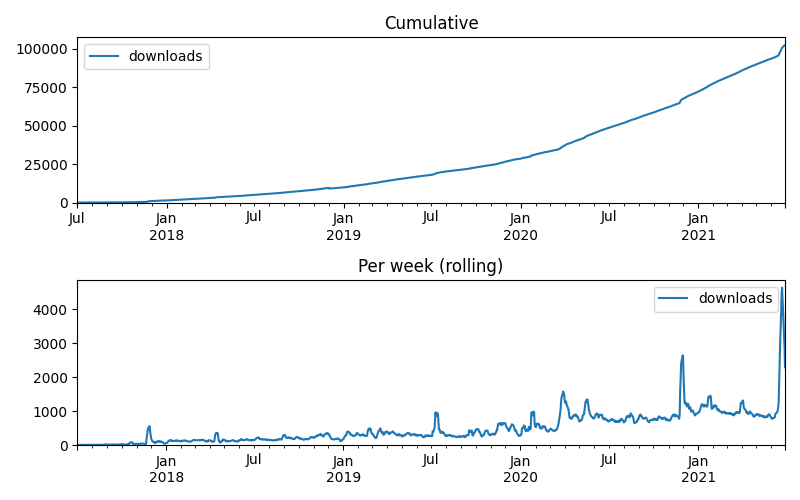 Cumulative
downloads
100000
75000
50000
25000
0
Jul Jan Jul Jan Jul Jan Jul Jan
2018 2019 2020 2021
Per week (rolling)
downloads
4000
3000
2000
1000
0
Jan Jul Jan Jul Jan Jul Jan
2018 2019 2020 2021